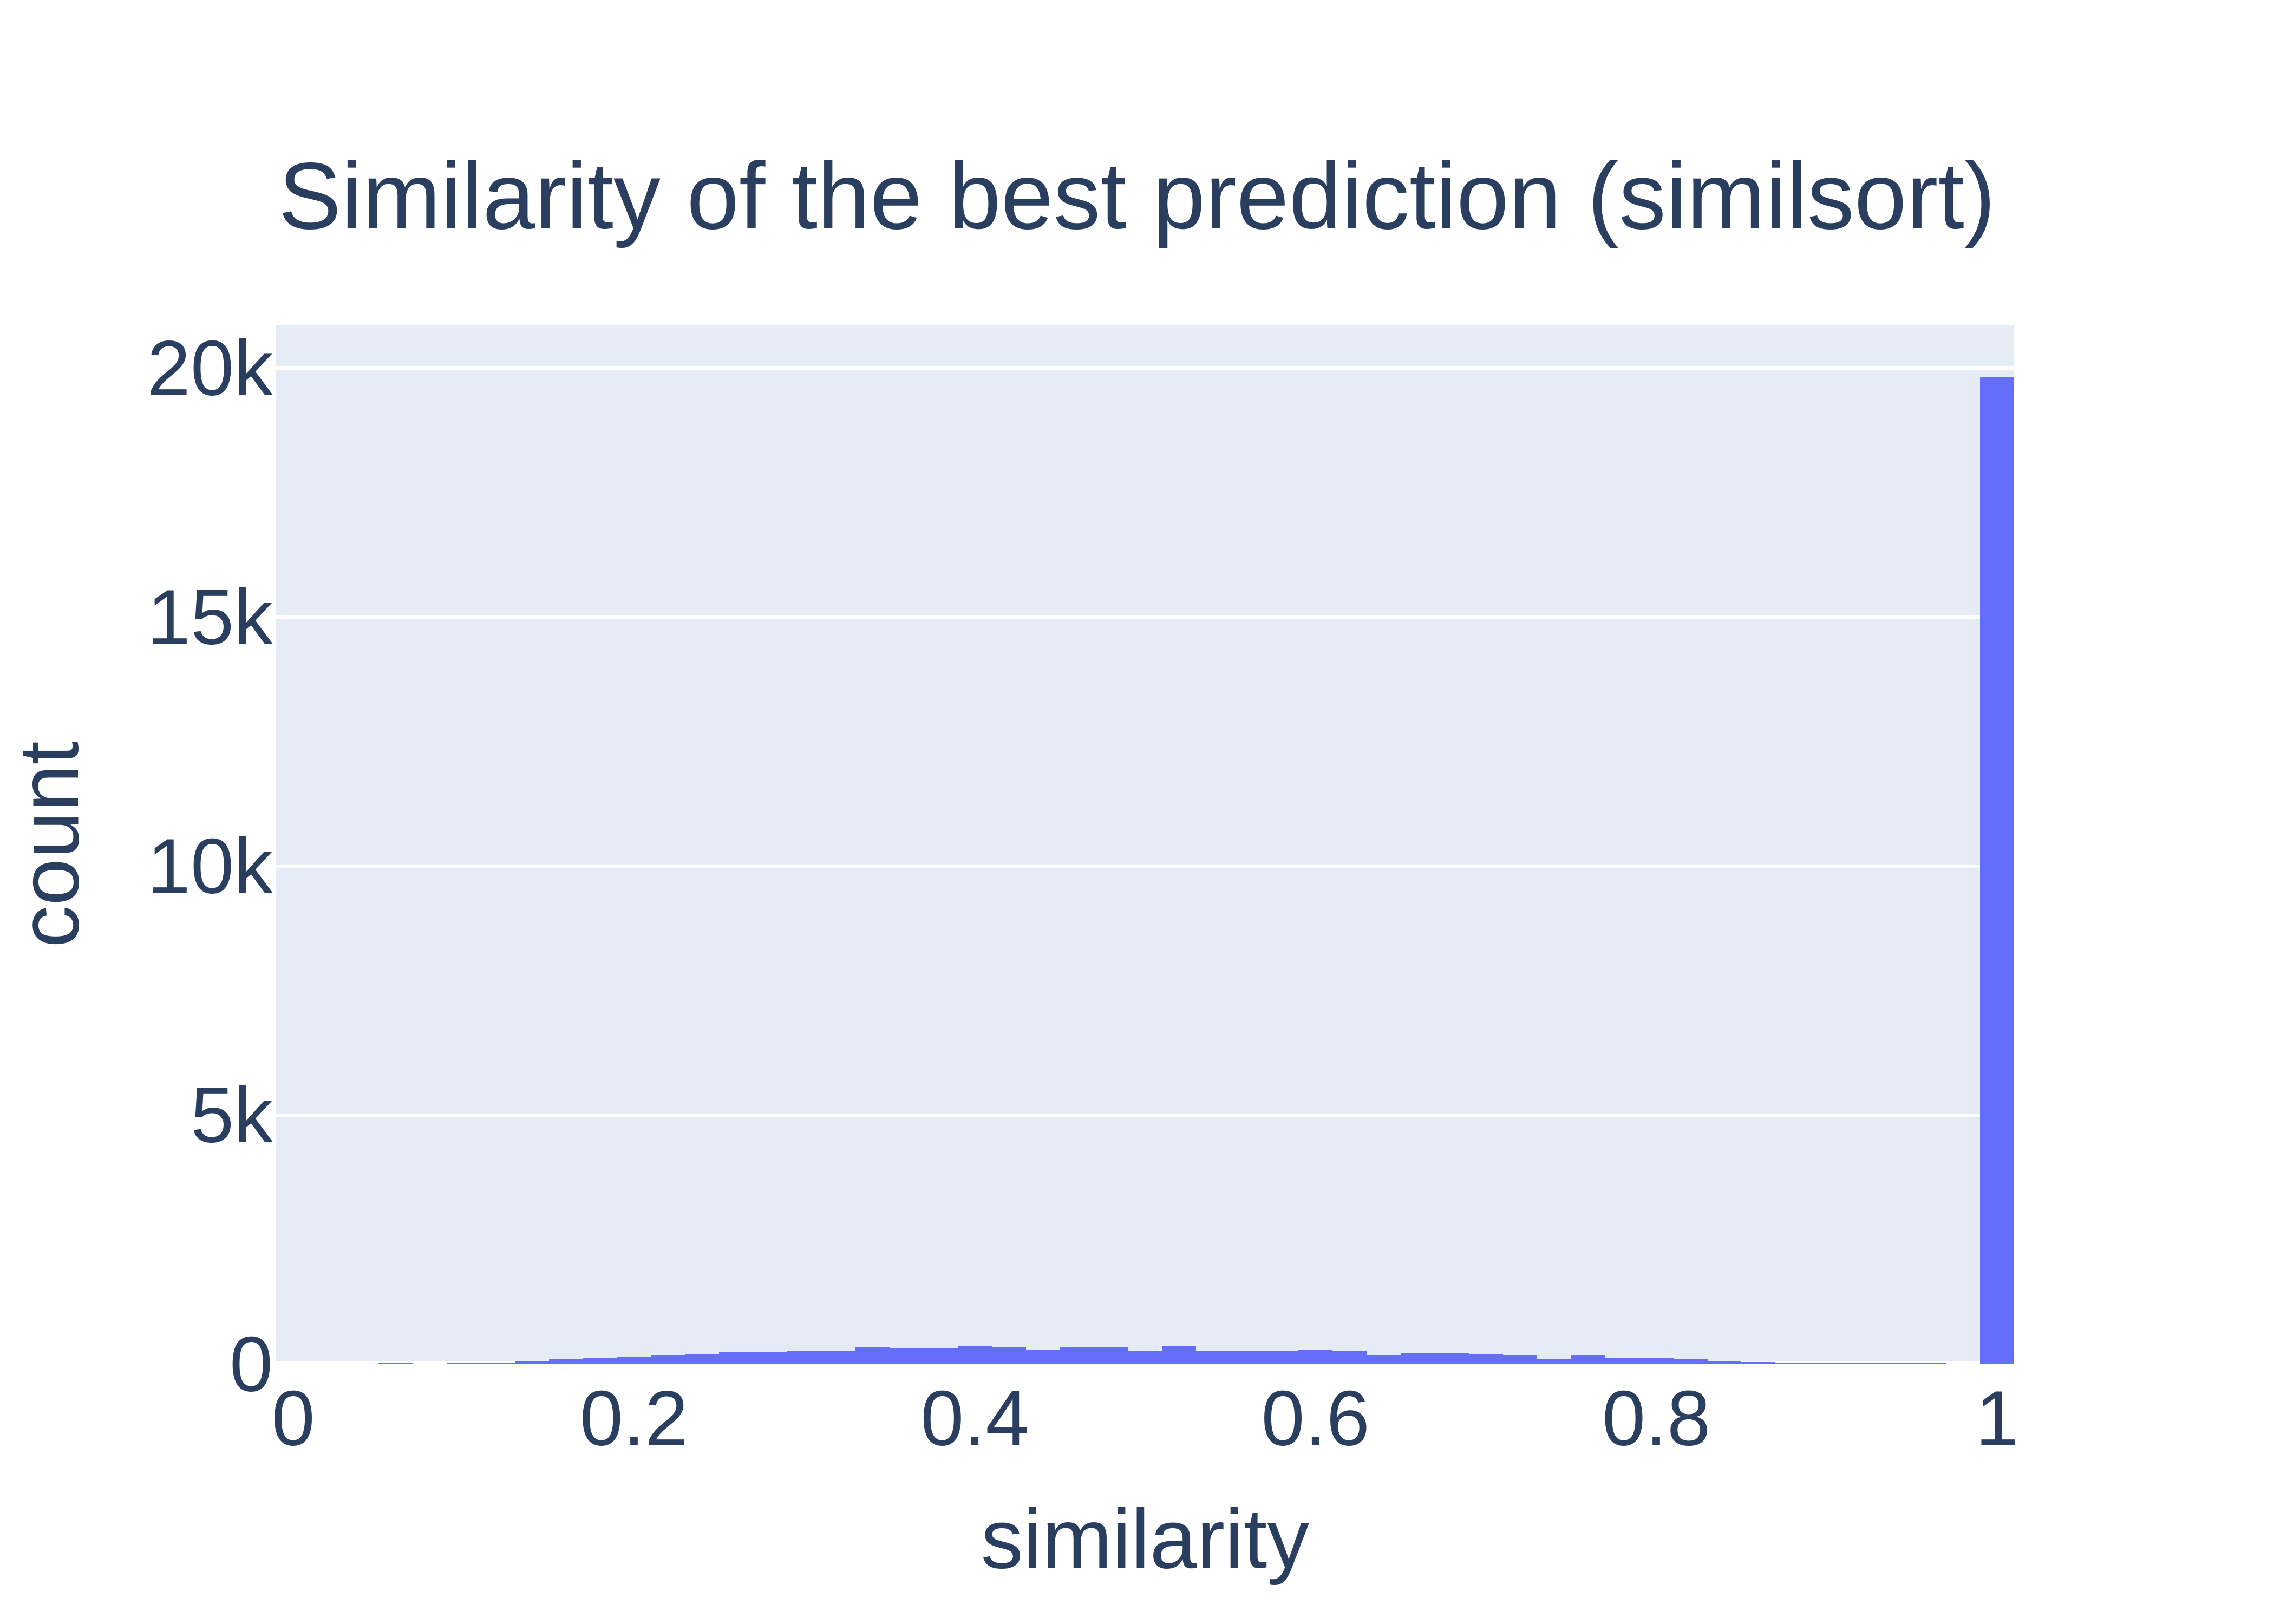 Similarity of the best prediction (similsort)
20k
15k
10k
5k
0
count
0
0.2
0.4
0.6
0.8
1
similarity